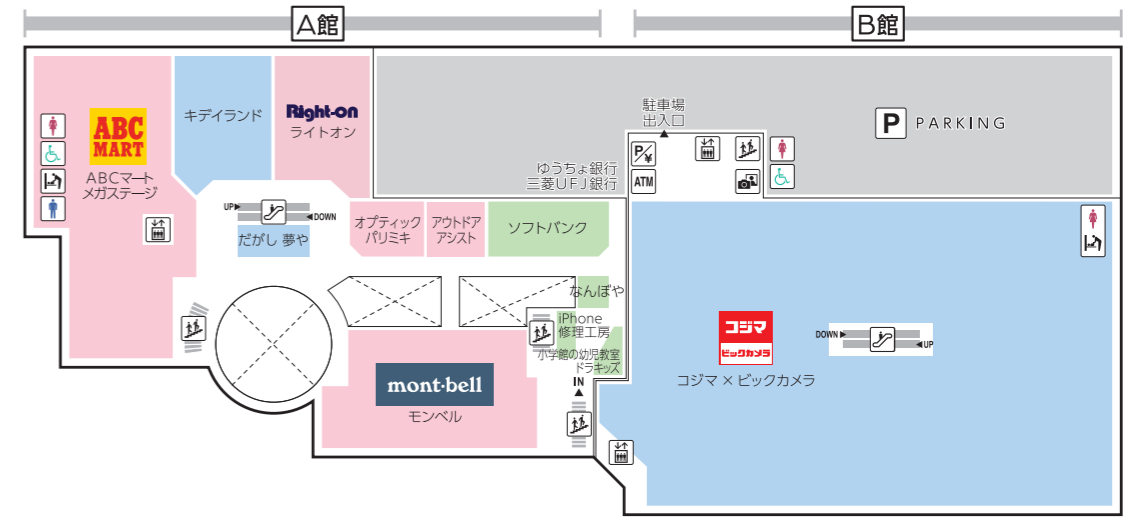 A館
B館
ABC
MART
ABCマート
メガステージ
キデイランド
Right-on
ライトオン
駐車場
出入口
P
PARKING
P/¥
ATM
ゆうちょ銀行
三菱UFJ銀行
UP
DOWN
だがし 夢や
オプティック
パリミキ
アウトドア
アシスト
ソフトバンク
なんぼや
iPhone
修理工房
小学館の幼児教室
ドラキッズ
IN
mont-bell
モンベル
コジマ
ビックカメラ
コジマ × ビックカメラ
DOWN
UP